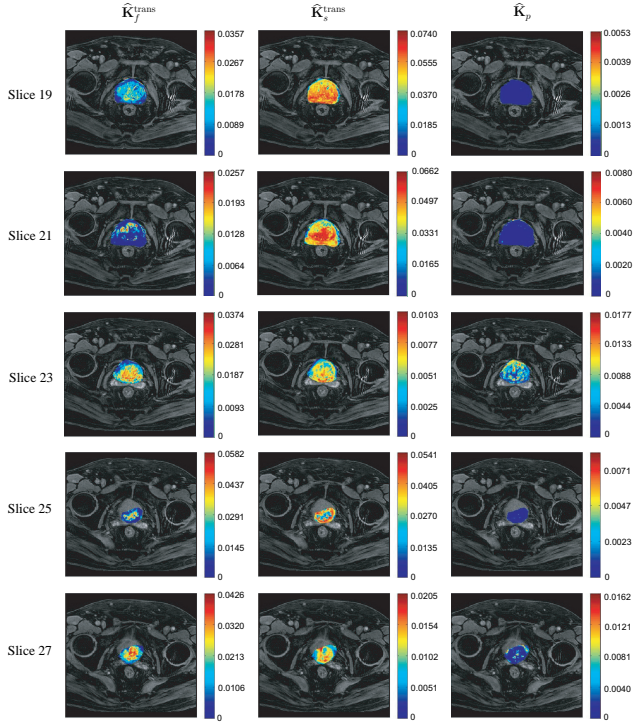 K̂_f^trans K̂_s^trans K̂_p
Slice 19
0.0357 0.0740 0.0053
0.0268 0.0555 0.0039
0.0178 0.0370 0.0026
0.0089 0.0185 0.0013
0 0 0
Slice 21
0.0257 0.0662 0.0080
0.0193 0.0497 0.0060
0.0128 0.0331 0.0040
0.0064 0.0165 0.0020
0 0 0
Slice 23
0.0374 0.0103 0.0177
0.0281 0.0077 0.0133
0.0187 0.0051 0.0088
0.0093 0.0025 0.0044
0 0 0
Slice 25
0.0582 0.0541
0.0437 0.0405 0.0071
0.0291 0.0270 0.0047
0.0145 0.0135 0.0023
0 0 0
Slice 27
0.0426 0.0205 0.0162
0.0320 0.0154 0.0121
0.0213 0.0102 0.0081
0.0106 0.0051 0.0040
0 0 0